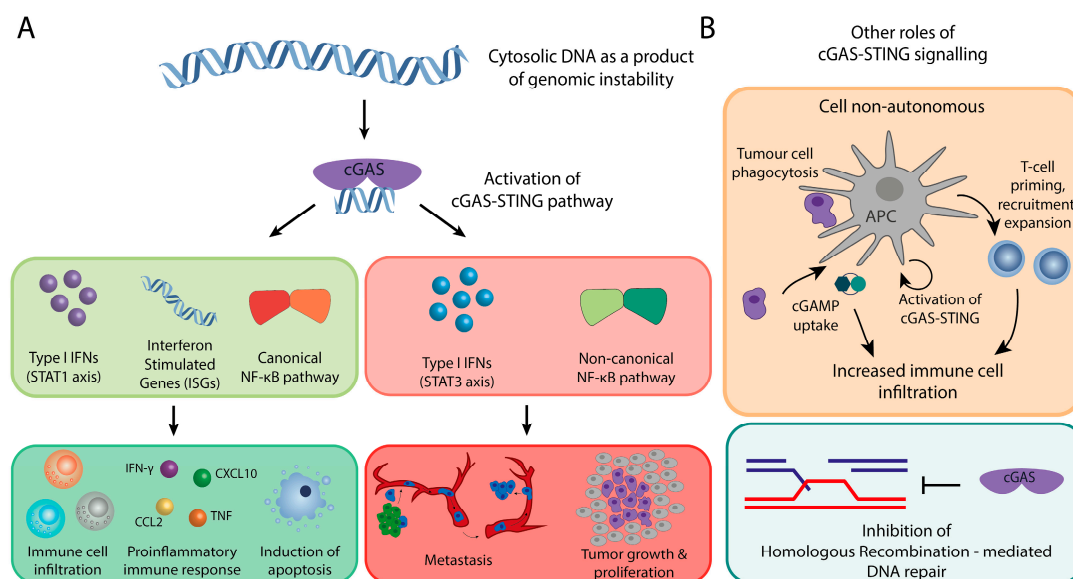 A
Cytosolic DNA as a product
of genomic instability
cGAS
Activation of
cGAS-STING pathway
Type I IFNs
(STAT1 axis)
Interferon
Stimulated
Genes (ISGs)
Canonical
NF-κB pathway
Type I IFNs
(STAT3 axis)
Non-canonical
NF-κB pathway
IFN-γ
CXCL10
CCL2
TNF
Immune cell
infiltration
Proinflammatory
immune response
Induction of
apoptosis
Metastasis
Tumor growth &
proliferation
B
Other roles of
cGAS-STING signalling
Cell non-autonomous
Tumour cell
phagocytosis
APC
T-cell
priming,
recruitment
expansion
cGAMP
uptake
Activation of
cGAS-STING
Increased immune cell
infiltration
cGAS
Inhibition of
Homologous Recombination - mediated
DNA repair